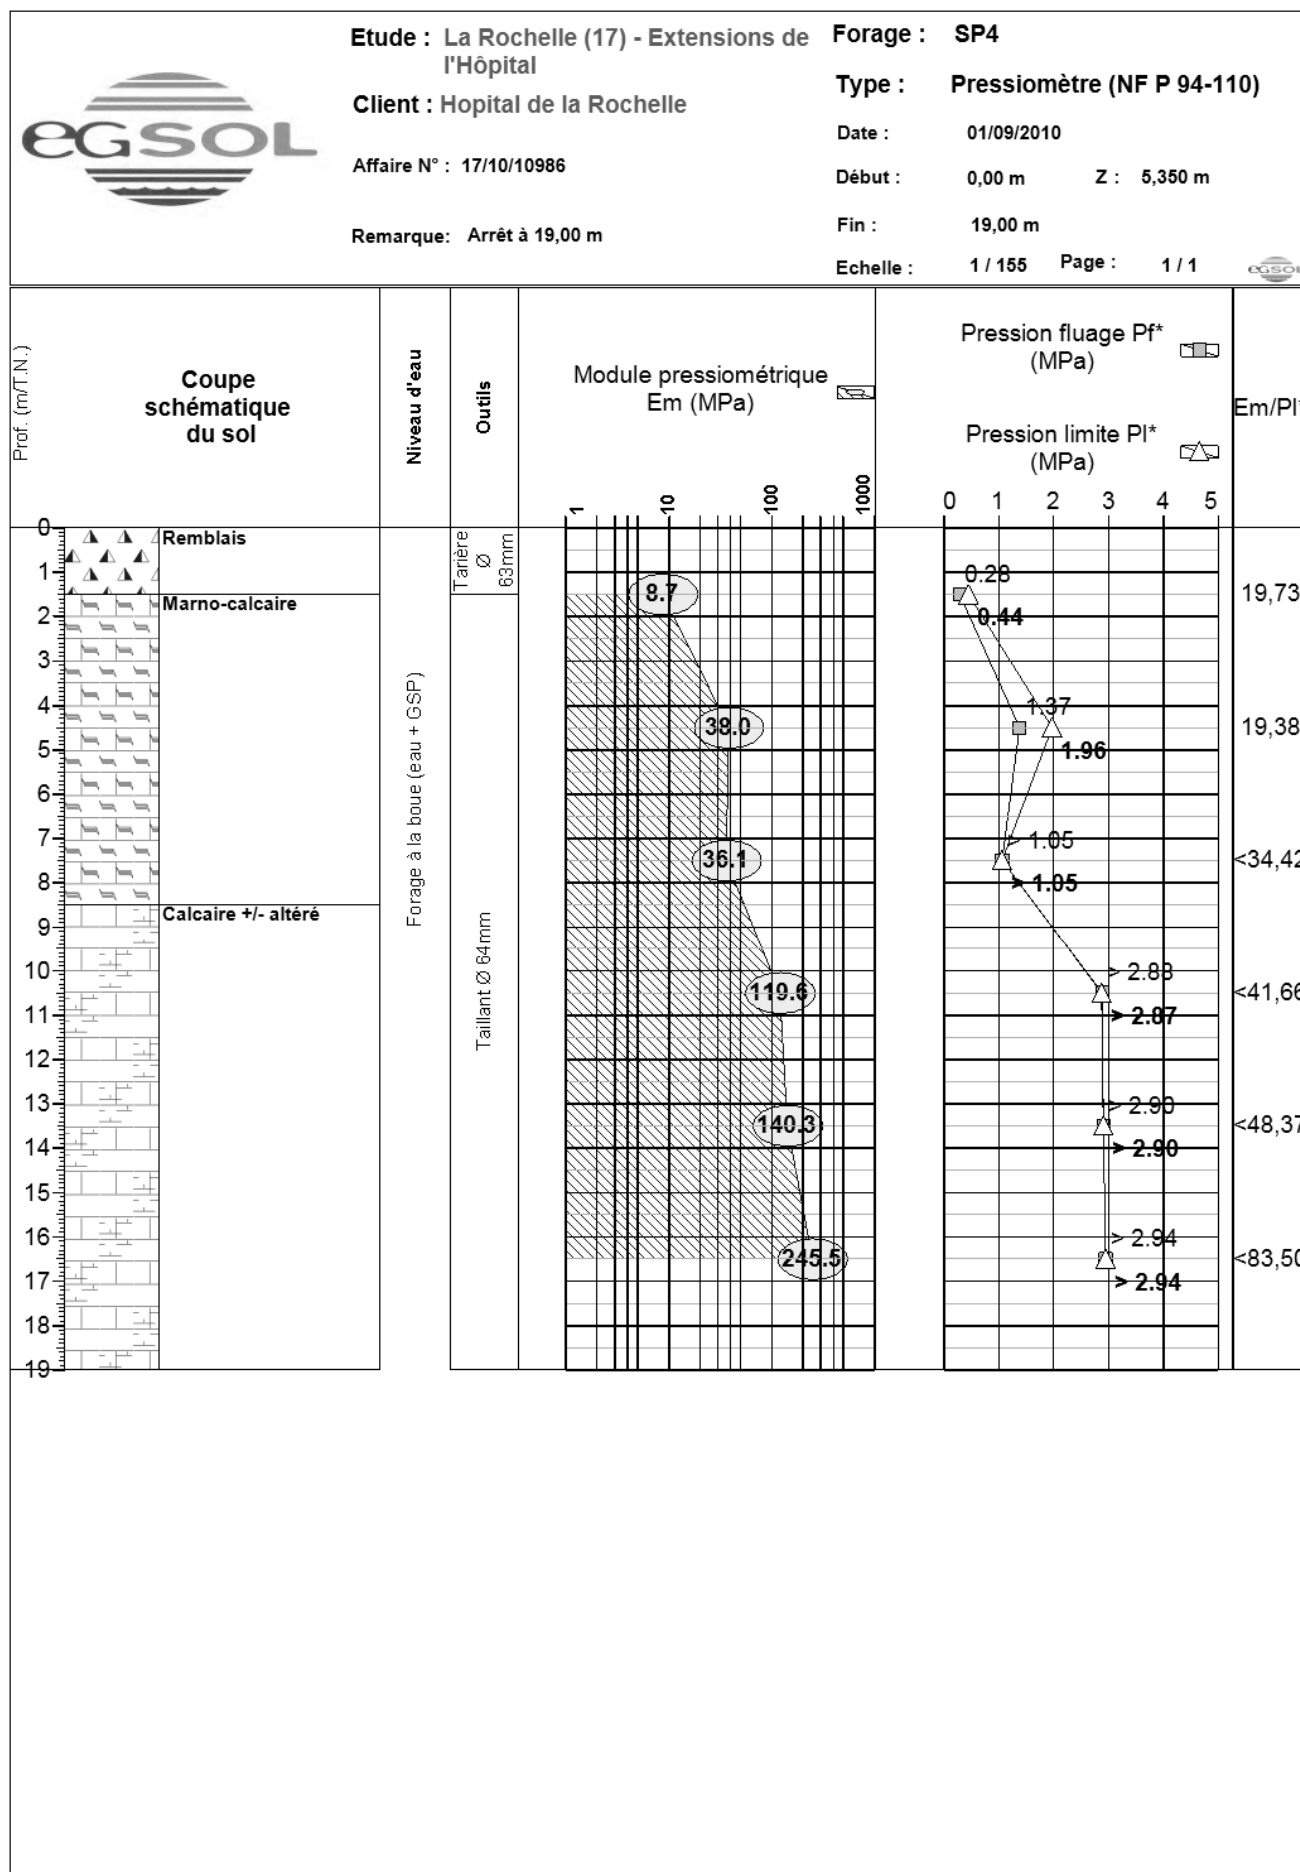 eGSOL
Etude : La Rochelle (17) - Extensions de
l'Hôpital
Client : Hopital de la Rochelle
Affaire N° : 17/10/10986
Remarque: Arrêt à 19,00 m
Forage : SP4
Type : Pressiomètre (NF P 94-110)
Date : 01/09/2010
Début : 0,00 m Z : 5,350 m
Fin : 19,00 m
Echelle : 1 / 155 Page : 1 / 1
eGSOL
Prof. (m/T.N.)
Coupe
schématique
du sol
Niveau d'eau
Outils
Module pressiométrique
Em (MPa)
1 10 100 1000
Pression fluage Pf*
(MPa)
Pression limite Pl*
(MPa)
0 1 2 3 4 5
Em/Pl*
0
1
2
3
4
5
6
7
8
9
10
11
12
13
14
15
16
17
18
19
Remblais
Marno-calcaire
Calcaire +/- altéré
Forage à la boue (eau + GSP)
Tarière
Ø
63mm
Taillant Ø 64mm
8.7
38.0
36.1
119.6
140.3
245.5
0.28
0.44
1.37
1.96
> 1.05
> 1.05
> 2.88
> 2.87
> 2.90
> 2.90
> 2.94
> 2.94
19,73
19,38
<34,42
<41,66
<48,37
<83,50